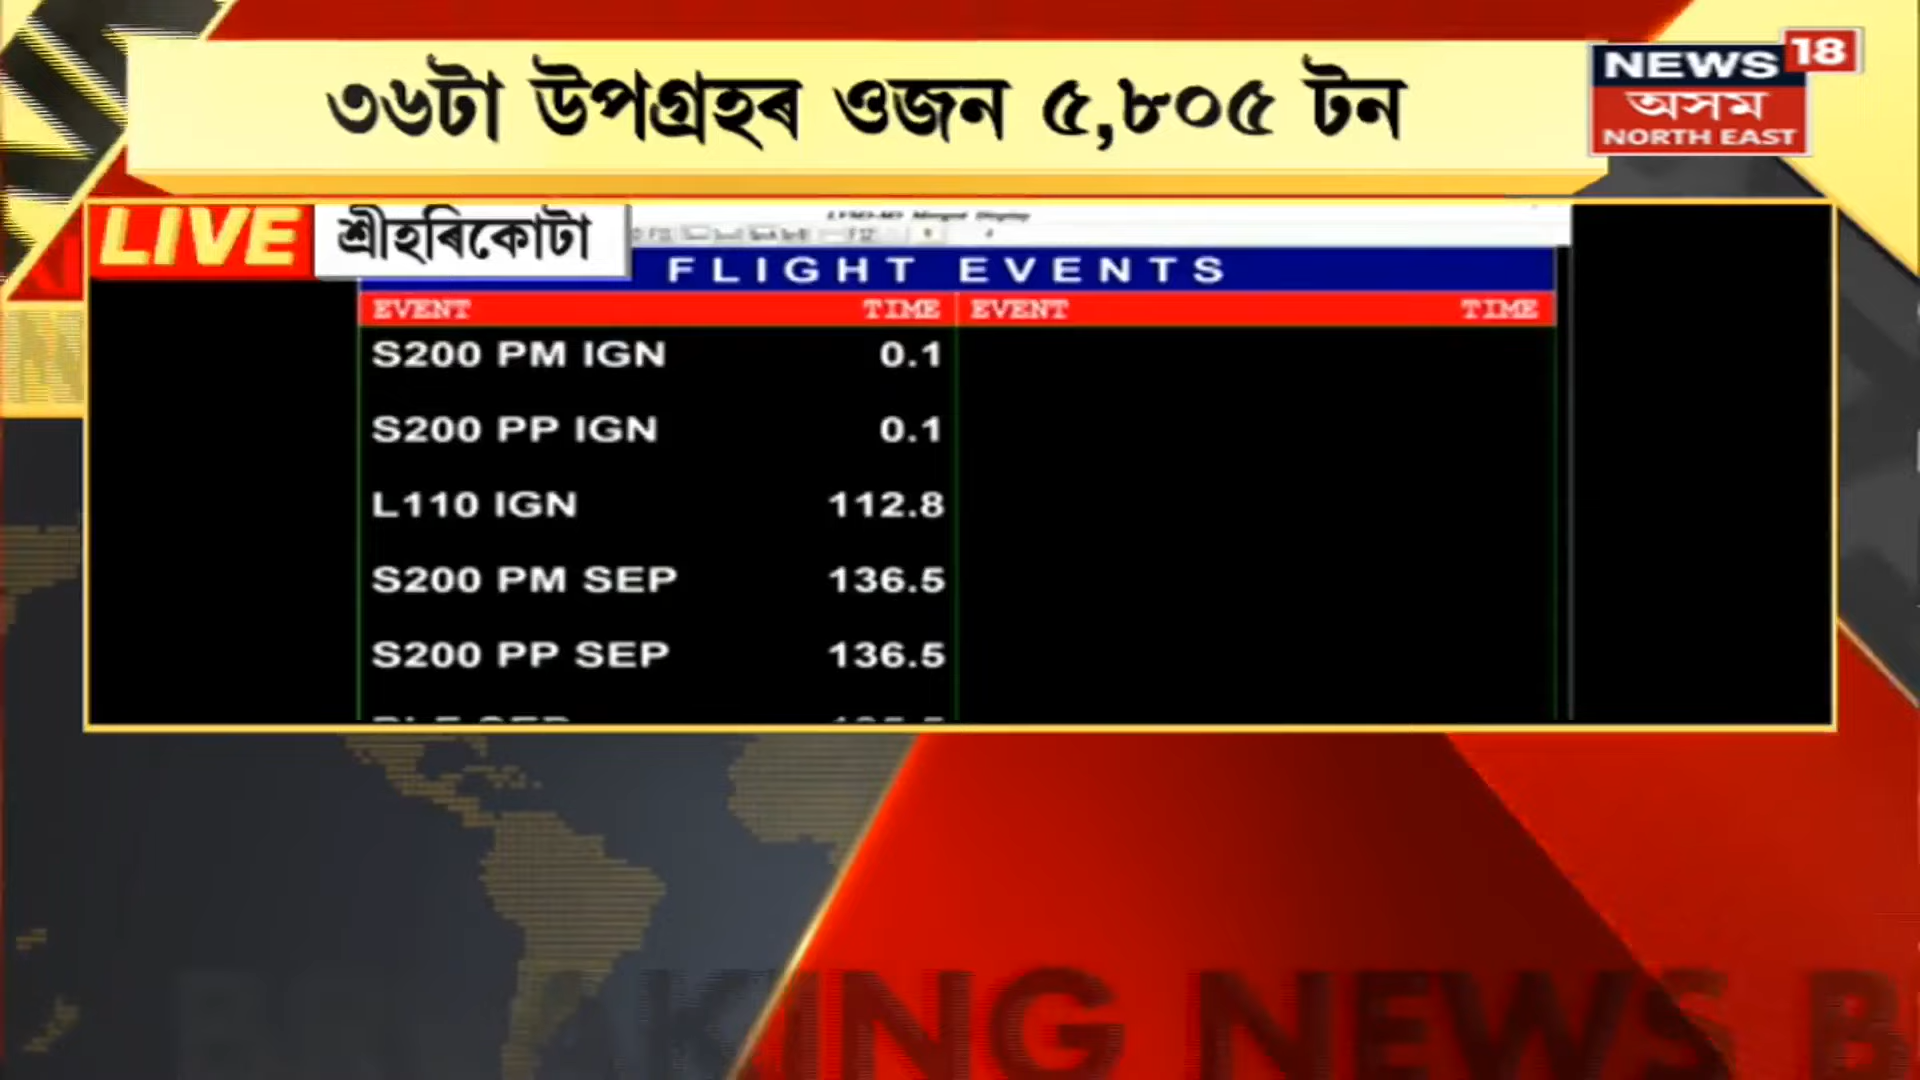 ৩৬টা উপগ্ৰহৰ ওজন ৫,৮০৫ টন
NEWS 18
অসম
NORTH EAST
LIVE শ্ৰীহৰিকোটা
FLIGHT EVENTS
EVENT TIME EVENT TIME
S200 PM IGN 0.1
S200 PP IGN 0.1
L110 IGN 112.8
S200 PM SEP 136.5
S200 PP SEP 136.5
BREAKING NEWS B